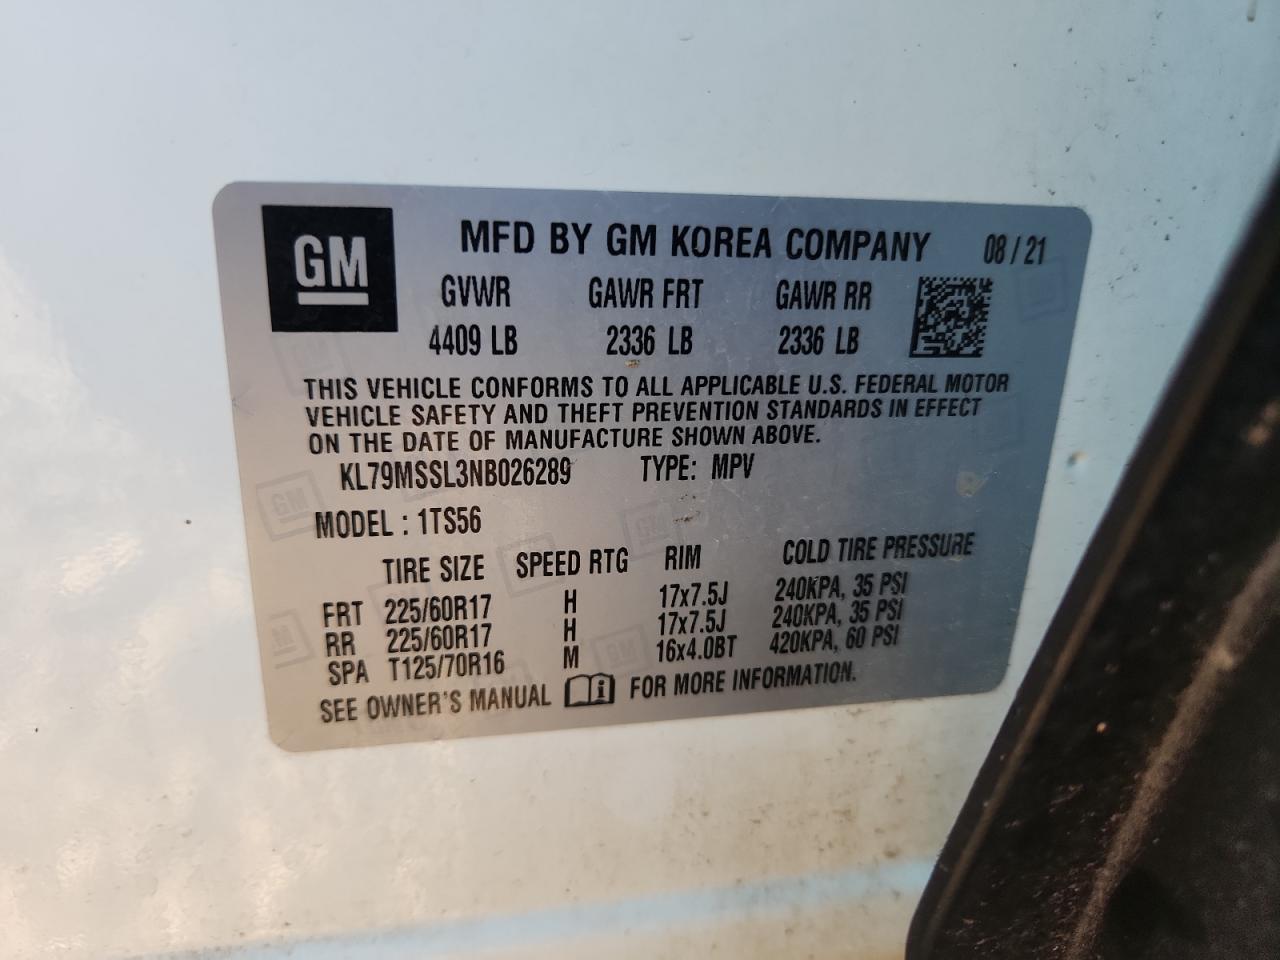 GM
MFD BY GM KOREA COMPANY 08/21
GVWR GAWR FRT GAWR RR
4409 LB 2336 LB 2336 LB
THIS VEHICLE CONFORMS TO ALL APPLICABLE U.S. FEDERAL MOTOR
VEHICLE SAFETY AND THEFT PREVENTION STANDARDS IN EFFECT
ON THE DATE OF MANUFACTURE SHOWN ABOVE.
KL79MSSL3NB026289 TYPE: MPV
MODEL : 1TS56
TIRE SIZE SPEED RTG RIM COLD TIRE PRESSURE
FRT 225/60R17 H 17x7.5J 240KPA, 35 PSI
RR 225/60R17 H 17x7.5J 240KPA, 35 PSI
SPA T125/70R16 M 16x4.0BT 420KPA, 60 PSI
SEE OWNER'S MANUAL FOR MORE INFORMATION.